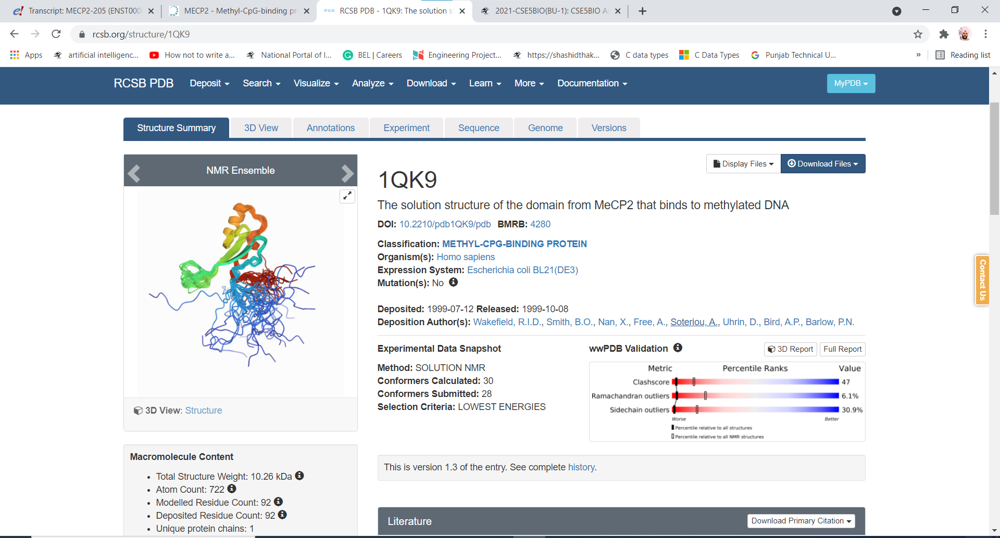 Transcript: MECP2-205 (ENST000
MECP2 - Methyl-CpG-binding pr
RCSB PDB - 1QK9: The solution s
2021-CSE5BIO(BU-1): CSE5BIO As
rcsb.org/structure/1QK9
Apps
artificial intelligenc...
How not to write a...
National Portal of I...
BEL | Careers
Engineering Project...
https://shashidthak...
C data types
C Data Types
Punjab Technical U...
»
Reading list
RCSB PDB
Deposit
Search
Visualize
Analyze
Download
Learn
More
Documentation
MyPDB
Structure Summary
3D View
Annotations
Experiment
Sequence
Genome
Versions
NMR Ensemble
Display Files
Download Files
1QK9
The solution structure of the domain from MeCP2 that binds to methylated DNA
DOI: 10.2210/pdb1QK9/pdb BMRB: 4280
Classification: METHYL-CPG-BINDING PROTEIN
Organism(s): Homo sapiens
Expression System: Escherichia coli BL21(DE3)
Mutation(s): No
Deposited: 1999-07-12 Released: 1999-10-08
Deposition Author(s): Wakefield, R.I.D., Smith, B.O., Nan, X., Free, A., Soteriou, A., Uhrin, D., Bird, A.P., Barlow, P.N.
Contact Us
Experimental Data Snapshot
Method: SOLUTION NMR
Conformers Calculated: 30
Conformers Submitted: 28
Selection Criteria: LOWEST ENERGIES
wwPDB Validation
3D Report
Full Report
Metric Percentile Ranks Value
Clashscore 47
Ramachandran outliers 6.1%
Sidechain outliers 30.9%
Worse Better
Percentile relative to all structures
Percentile relative to all NMR structures
3D View: Structure
This is version 1.3 of the entry. See complete history.
Macromolecule Content
• Total Structure Weight: 10.26 kDa
• Atom Count: 722
• Modelled Residue Count: 92
• Deposited Residue Count: 92
• Unique protein chains: 1
Literature
Download Primary Citation